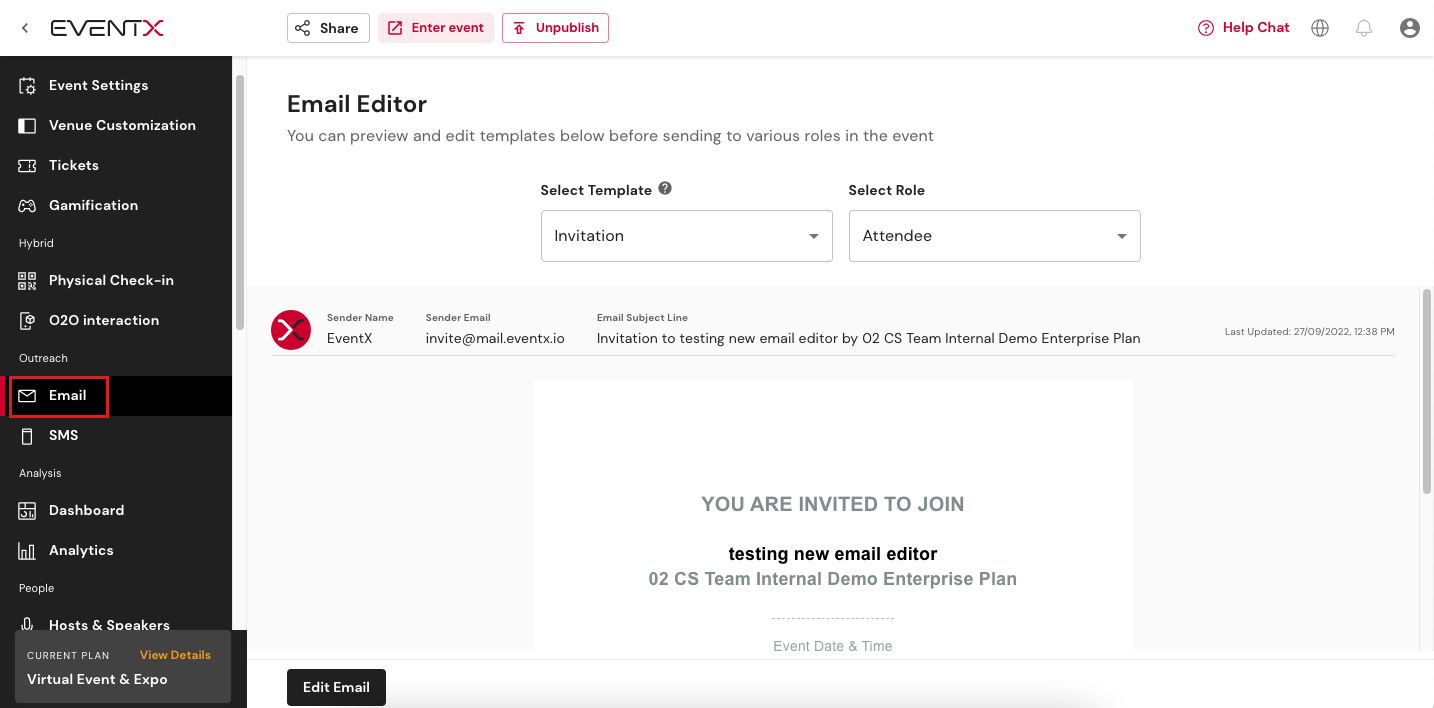 EVENTX
Share
Enter event
Unpublish
Help Chat
Event Settings
Venue Customization
Tickets
Gamification
Hybrid
Physical Check-in
O2O interaction
Outreach
Email
SMS
Analysis
Dashboard
Analytics
People
Hosts & Speakers
CURRENT PLAN View Details
Virtual Event & Expo
Email Editor
You can preview and edit templates below before sending to various roles in the event
Select Template ?
Invitation
Select Role
Attendee
Sender Name
EventX
Sender Email
invite@mail.eventx.io
Email Subject Line
Invitation to testing new email editor by 02 CS Team Internal Demo Enterprise Plan
Last Updated: 27/09/2022, 12:38 PM
YOU ARE INVITED TO JOIN
testing new email editor
02 CS Team Internal Demo Enterprise Plan
Event Date & Time
Edit Email